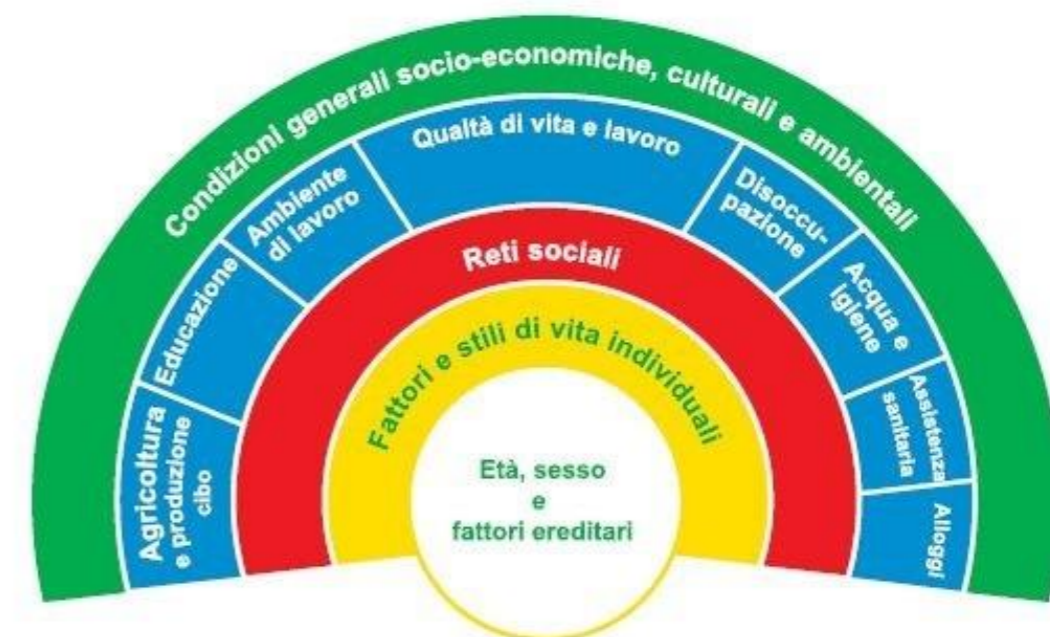 Condizioni generali socio-economiche, culturali e ambientali
Agricoltura
e produzione
cibo
Educazione
Ambiente
di lavoro
Qualtà di vita e lavoro
Disoccu-
pazione
Acqua e
igiene
Assistenza
sanitaria
Alloggi
Reti sociali
Fattori e stili di vita individuali
Età, sesso
e
fattori ereditari